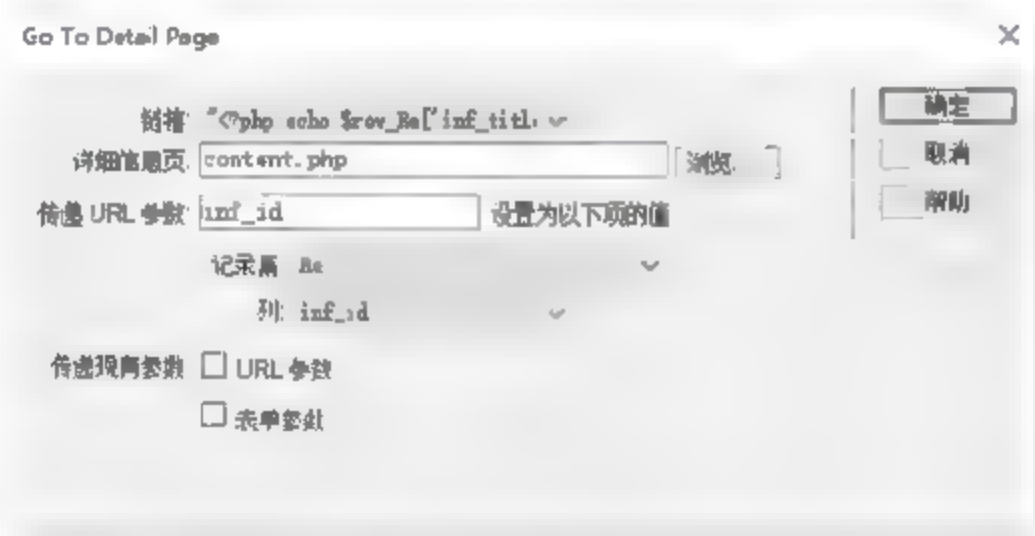 Go To Detail Page
链接: "<?php echo $row_Re['inf_titl
确定
详细信息页: content.php 浏览...
取消
传递 URL 参数: inf_id 设置为以下项的值
帮助
记录集: Re
列: inf_id
传递现有参数: URL 参数
表单参数